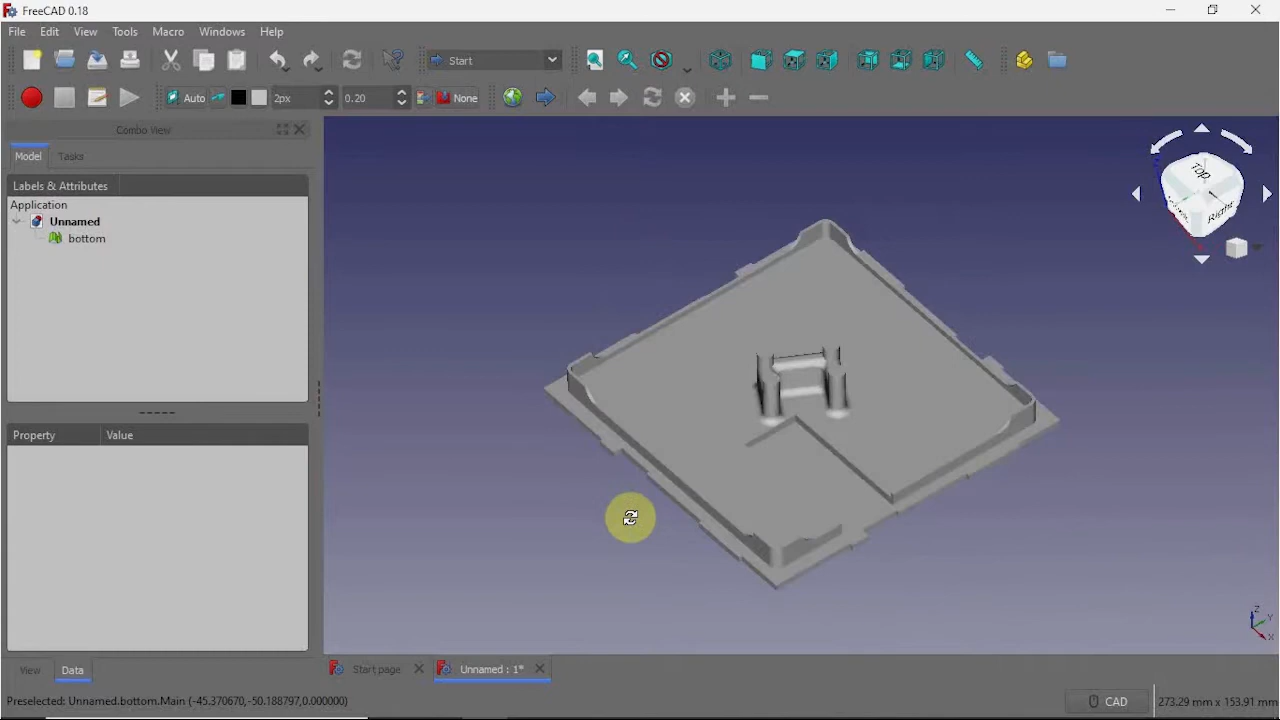 FreeCAD 0.18
File Edit View Tools Macro Windows Help
Start
Auto 2px 0.20 None
Combo View
Model Tasks
Labels & Attributes
Application
Unnamed
bottom
Property Value
TOP
RIGHT
Z
Y
X
View Data
Start page Unnamed : 1*
Preselected: Unnamed.bottom.Main (-45.370670,-50.188797,0.000000)
CAD 273.29 mm x 153.91 mm